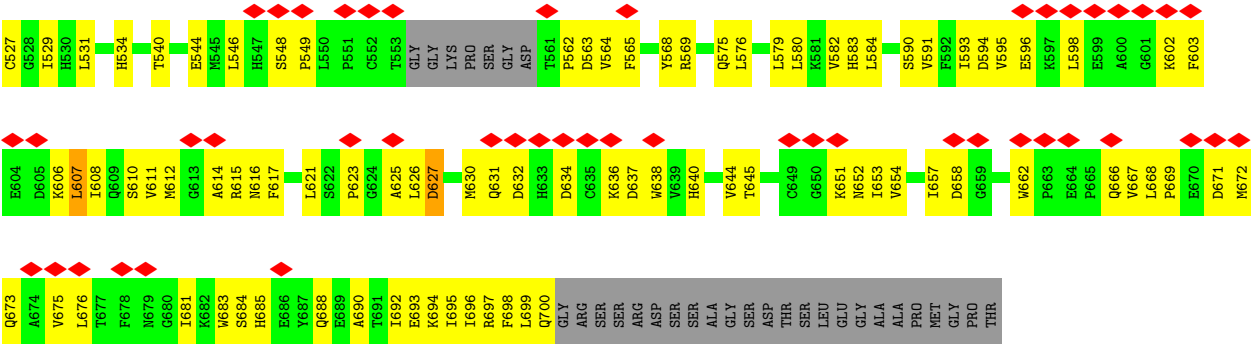 C527 G528 I529 H530 L531 H534 T540 E544 M545 L546 H547 S548 P549 L550 P551 C552 T553 GLY GLY LYS PRO SER GLY ASP T561 P562 D563 V564 F565 Y568 R569 Q575 L576 L579 L580 K581 V582 H583 L584 S590 V591 F592 I593 D594 V595 E596 K597 L598 E599 A600 G601 K602 F603
E604 D605 K606 L607 I608 Q609 S610 V611 M612 G613 A614 R615 N616 F617 L621 S622 P623 G624 A625 L626 D627 M630 Q631 D632 H633 D634 C635 K636 D637 W638 V639 H640 V644 T645 C649 G650 K651 N652 I653 V654 I657 D658 G659 W662 P663 E664 P665 Q666 V667 L668 P669 E670 D671 M672
Q673 A674 V675 L676 T677 F678 N679 G680 I681 K682 W683 S684 H685 E686 Y687 Q688 E689 A690 T691 I692 E693 K694 I695 I696 R697 F698 L699 Q700 GLY ARG SER SER ARG ASP SER SER ALA GLY SER ASP THR SER LEU GLU GLY ALA ALA PRO MET GLY PRO THR